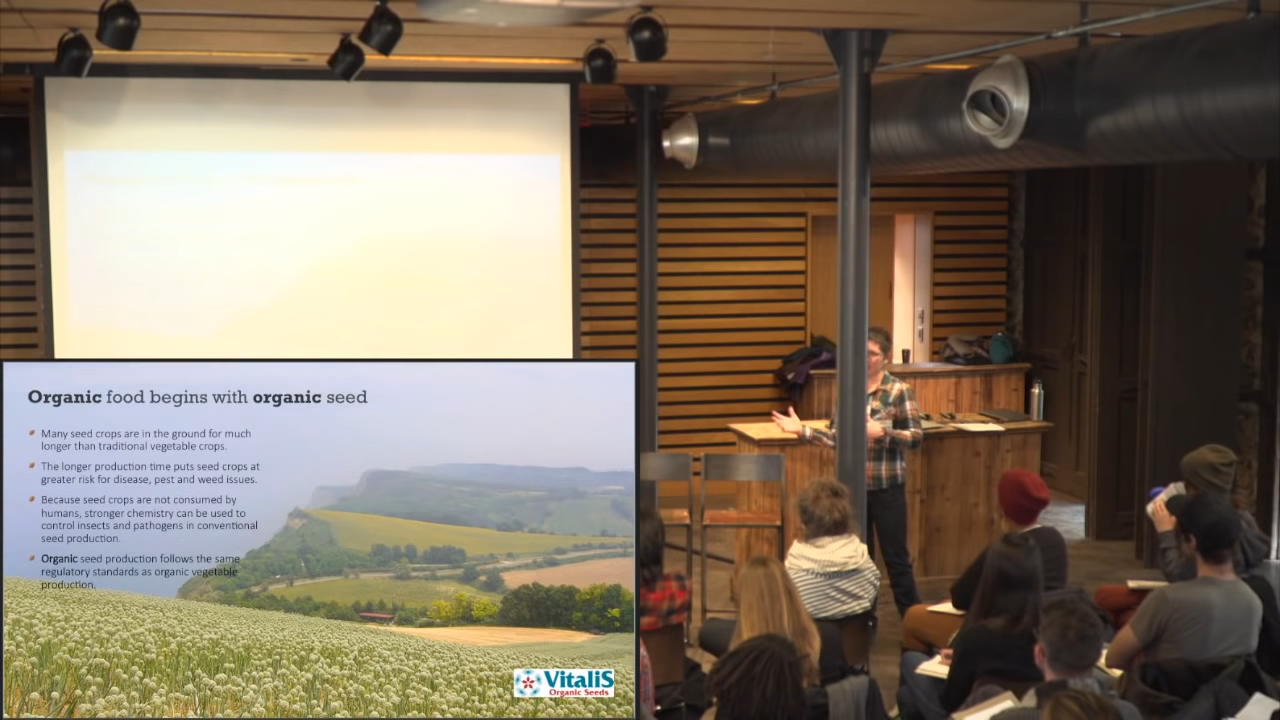 Organic food begins with organic seed
Many seed crops are in the ground for much
longer than traditional vegetable crops.
The longer production time puts seed crops at
greater risk for disease, pest and weed issues.
Because seed crops are not consumed by
humans, stronger chemistry can be used to
control insects and pathogens in conventional
seed production.
Organic seed production follows the same
regulatory standards as organic vegetable
production.
VitaliS
Organic Seeds